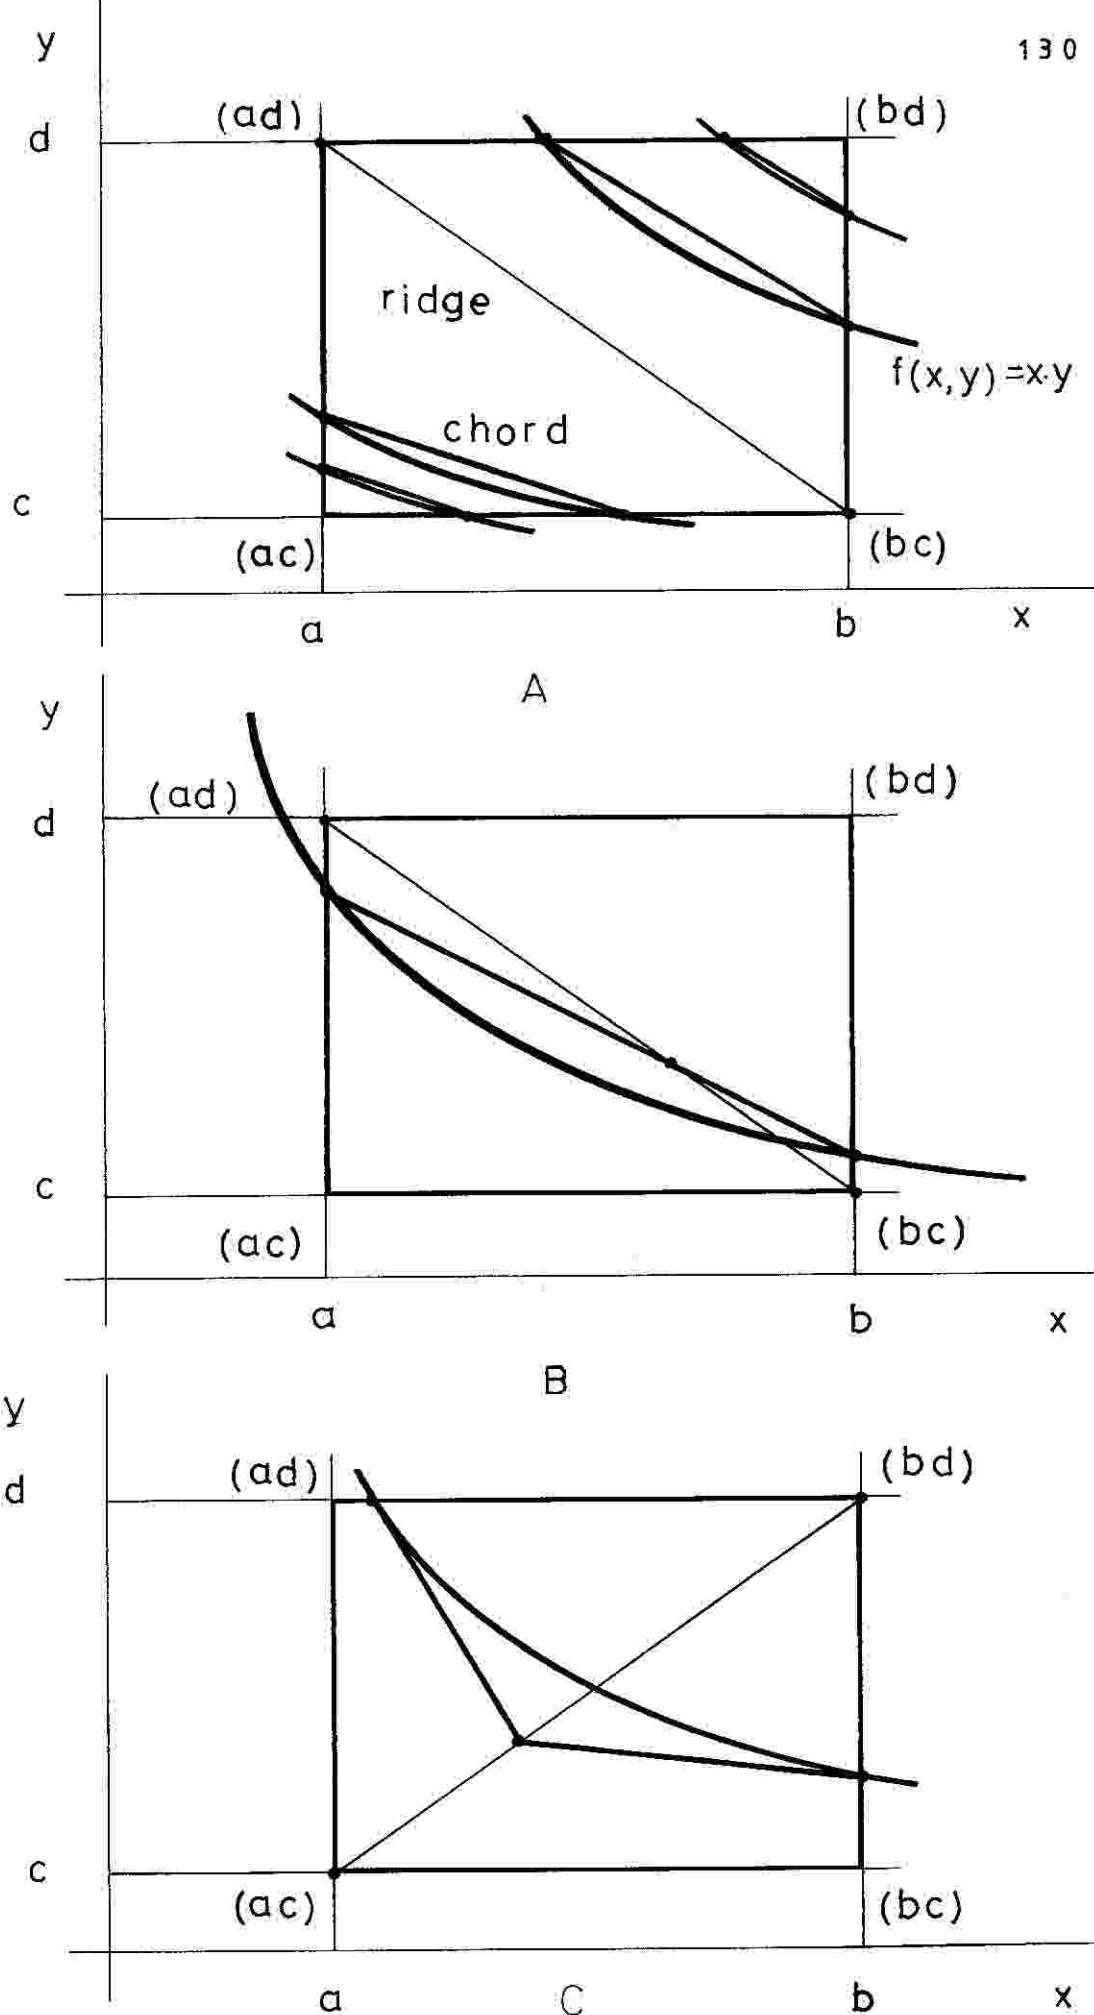 y
130
(ad) (bd)
d
ridge
f(x,y)=x·y
chord
c
(ac) (bc)
a b x
A
y
(ad) (bd)
d
c
(ac) (bc)
a b x
B
y
(ad) (bd)
d
c
(ac) (bc)
a C b x